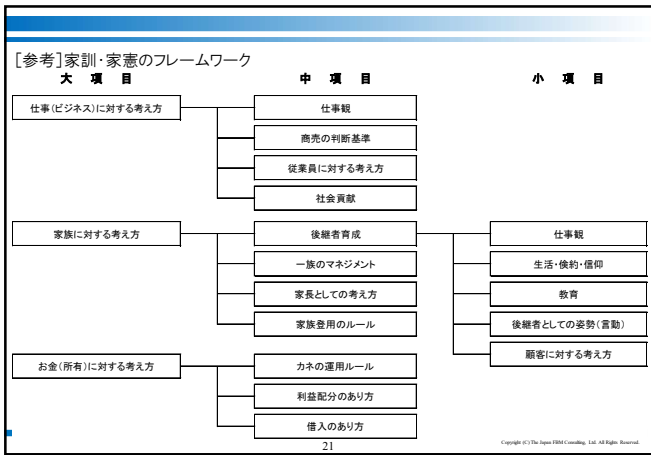 [参考]家訓・家憲のフレームワーク
大 項 目
中 項 目
小 項 目
仕事(ビジネス)に対する考え方
仕事観
商売の判断基準
従業員に対する考え方
社会貢献
家族に対する考え方
後継者育成
仕事観
一族のマネジメント
生活・倹約・信仰
家長としての考え方
教育
家族登用のルール
後継者としての姿勢(言動)
顧客に対する考え方
お金(所有)に対する考え方
カネの運用ルール
利益配分のあり方
借入のあり方
21
Copyright (C) The Japan FBM Consulting, Ltd. All Rights Reserved.